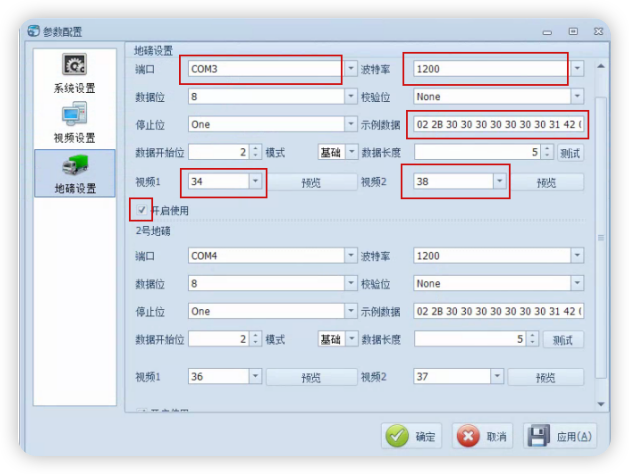 参数配置
系统设置
视频设置
地磅设置
地磅设置
端口 COM3 波特率 1200
数据位 8 校验位 None
停止位 One 示例数据 02 2B 30 30 30 30 30 30 30 31 42
数据开始位 2 模式 基础 数据长度 5 测试
视频1 34 预览 视频2 38 预览
开启使用
2号地磅
端口 COM4 波特率 1200
数据位 8 校验位 None
停止位 One 示例数据 02 2B 30 30 30 30 30 30 30 31 42
数据开始位 2 模式 基础 数据长度 5 测试
视频1 36 预览 视频2 37 预览
确定 取消 应用(A)